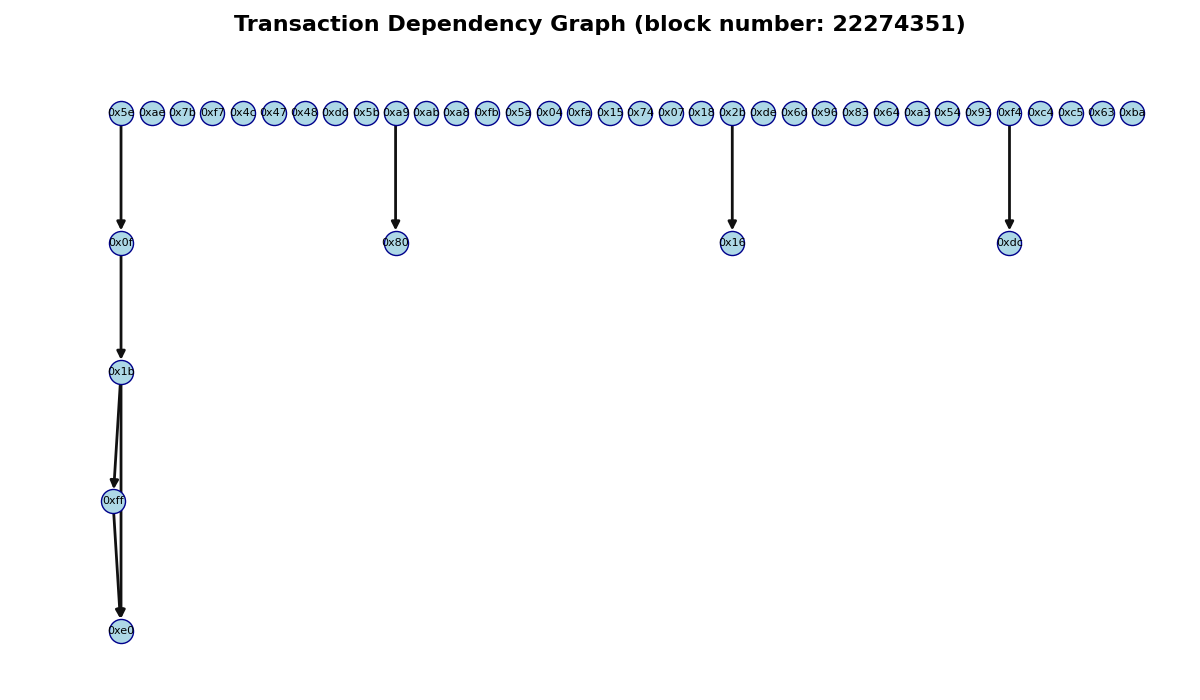 Transaction Dependency Graph (block number: 22274351)
0x5e 0xae 0x7b 0xf7 0x4c 0x47 0x48 0xdd 0x5b 0xa9 0xab 0xa8 0xfb 0x5a 0x04 0xfa 0x15 0x74 0x07 0x18 0x2b 0xde 0x6d 0x96 0x83 0x64 0xa3 0x54 0x93 0xf4 0xc4 0xc5 0x63 0xba
0x0f 0x80 0x16 0xdc
0x1b
0xff
0xe0